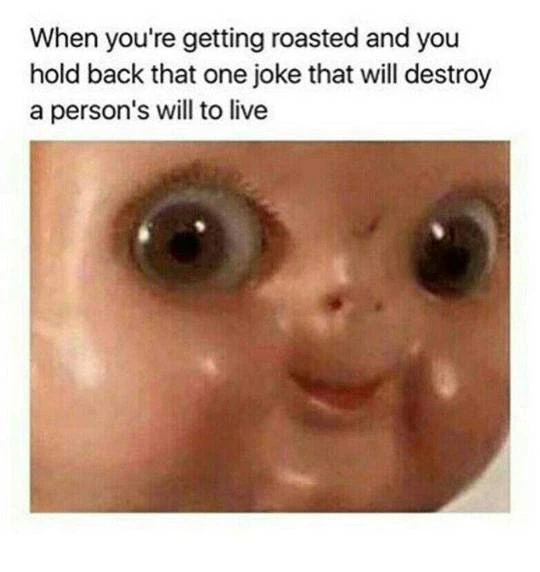 When you're getting roasted and you
hold back that one joke that will destroy
a person's will to live